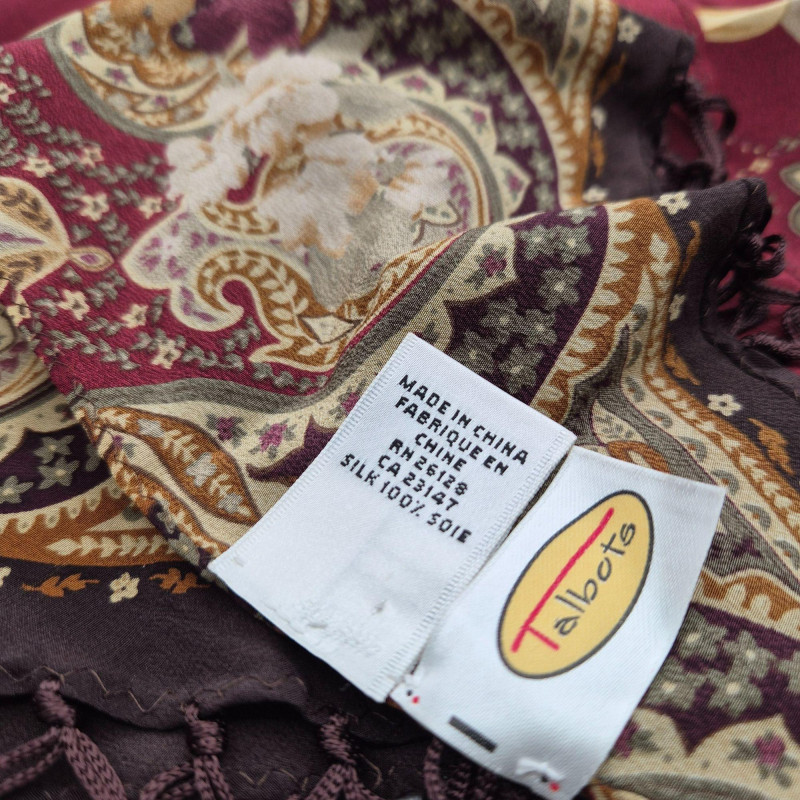 MADE IN CHINA
FABRIQUE EN
CHINE
RN 26128
CA 23147
SILK 100% SOIE
Talbots